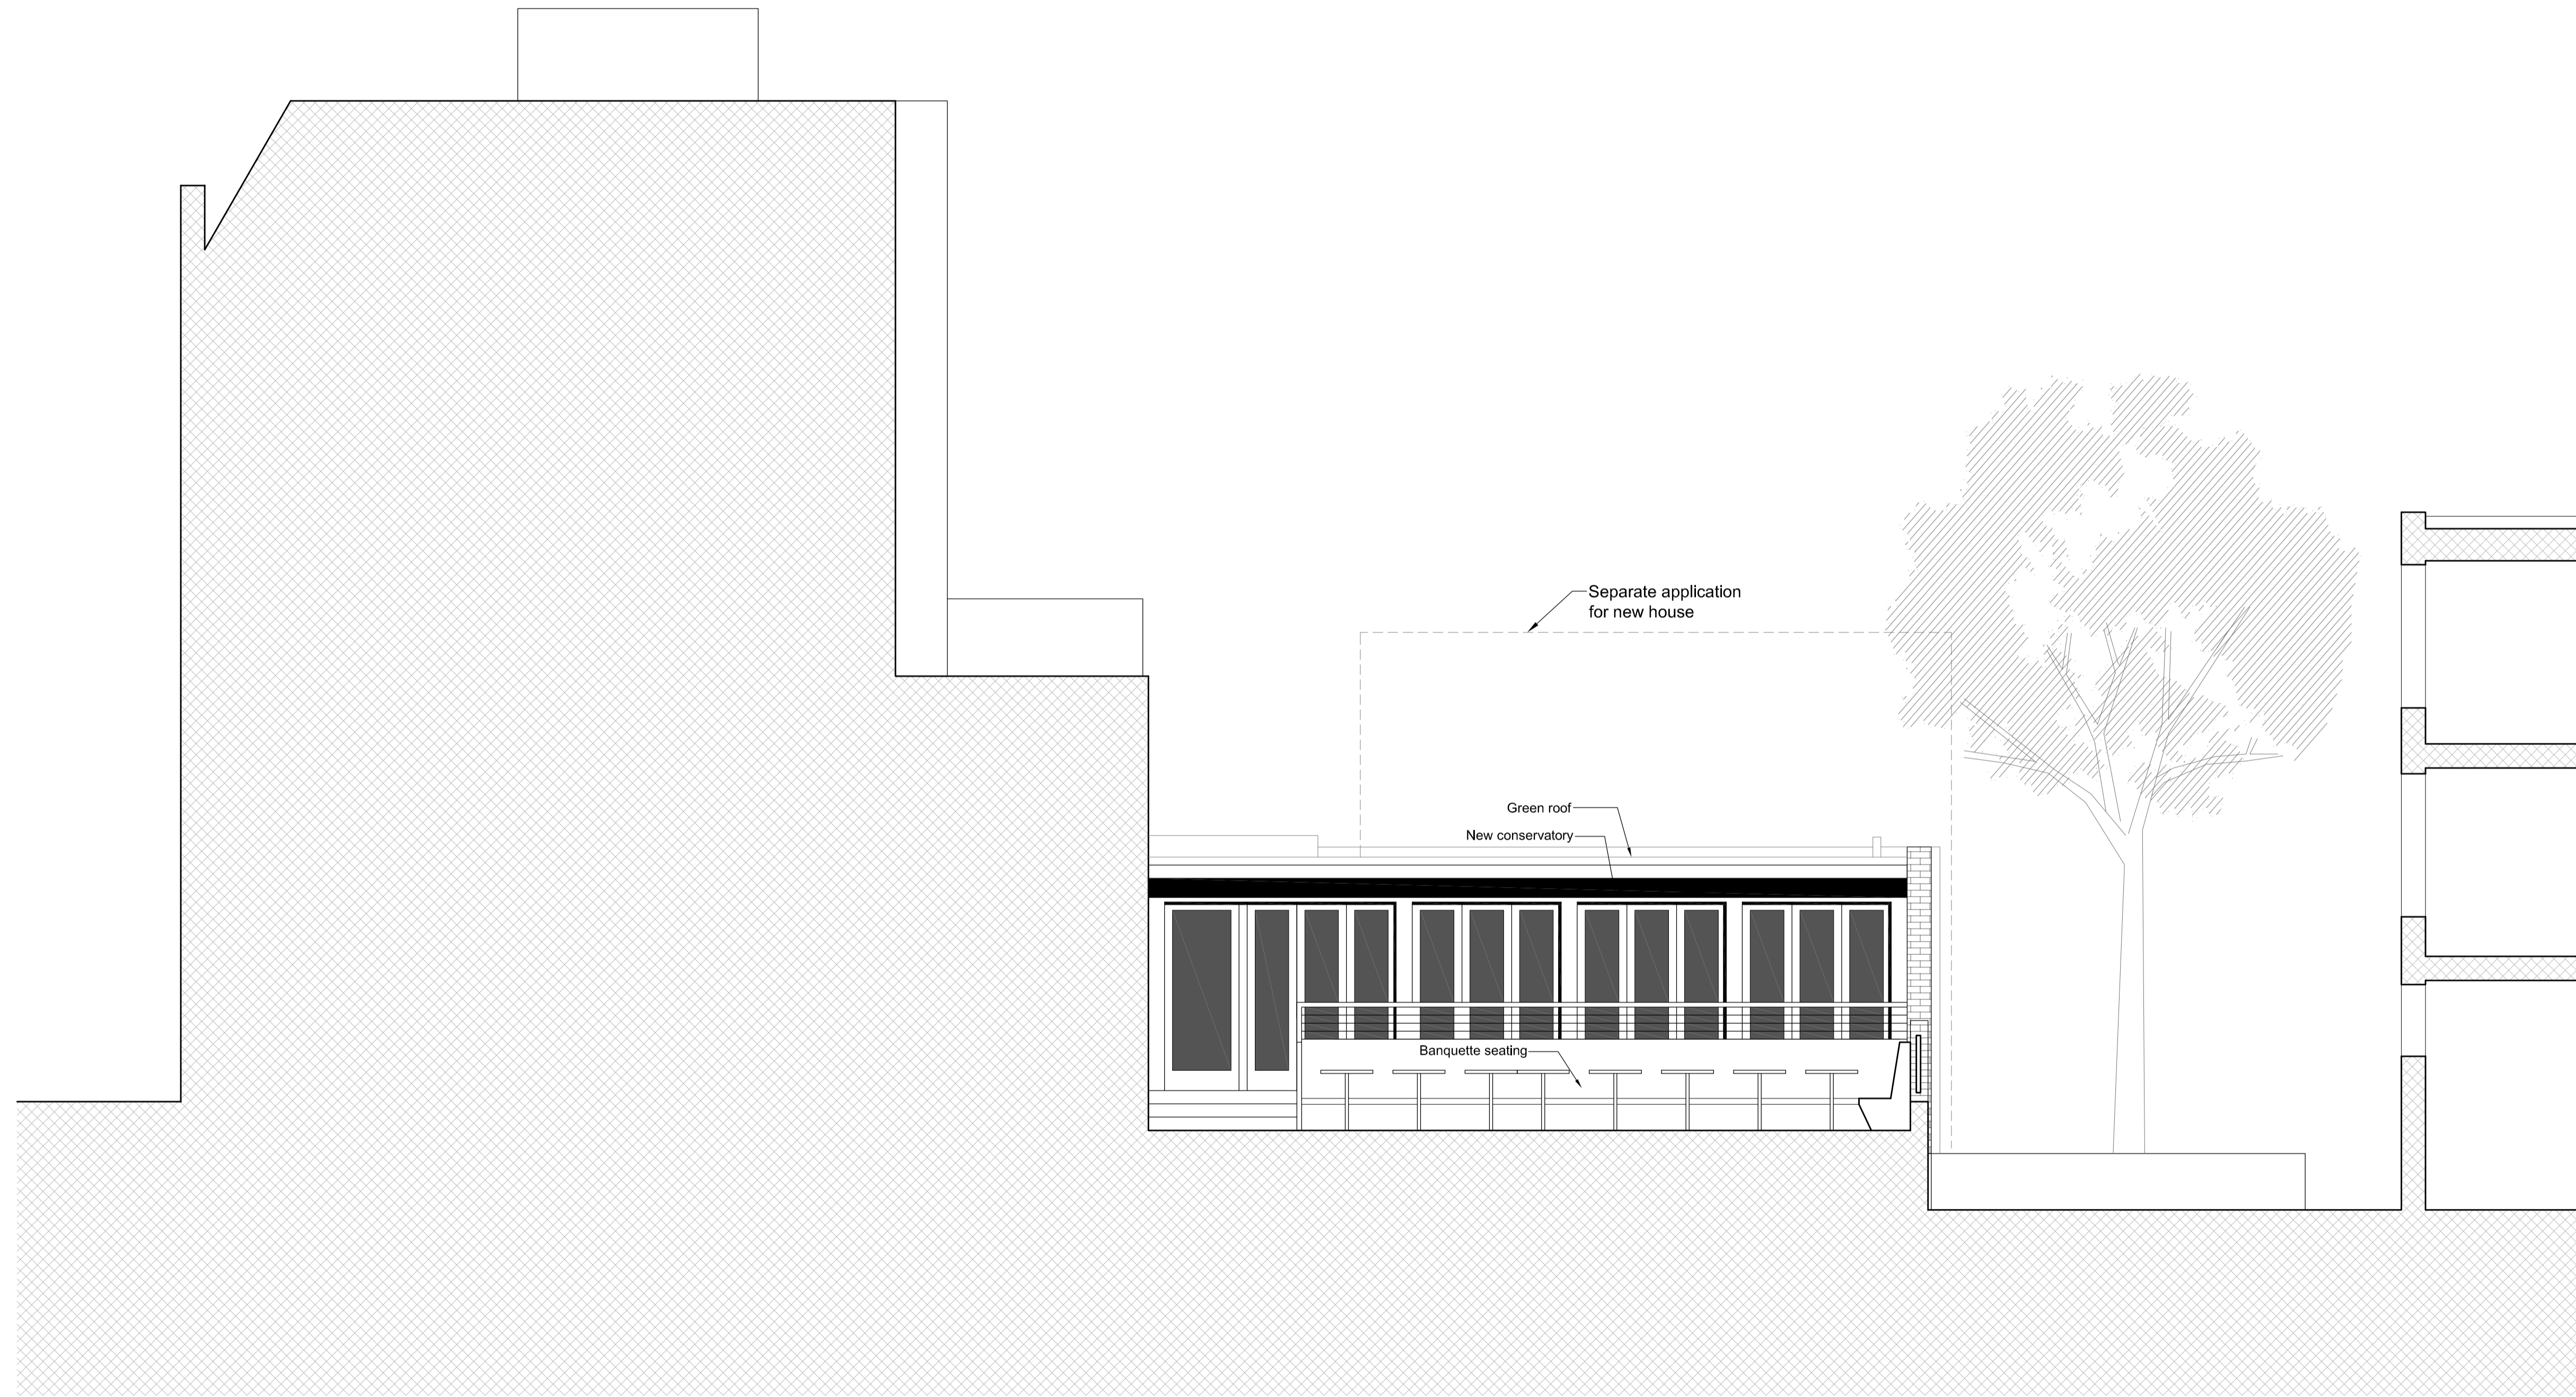 Separate application
for new house
Green roof
New conservatory
Banquette seating